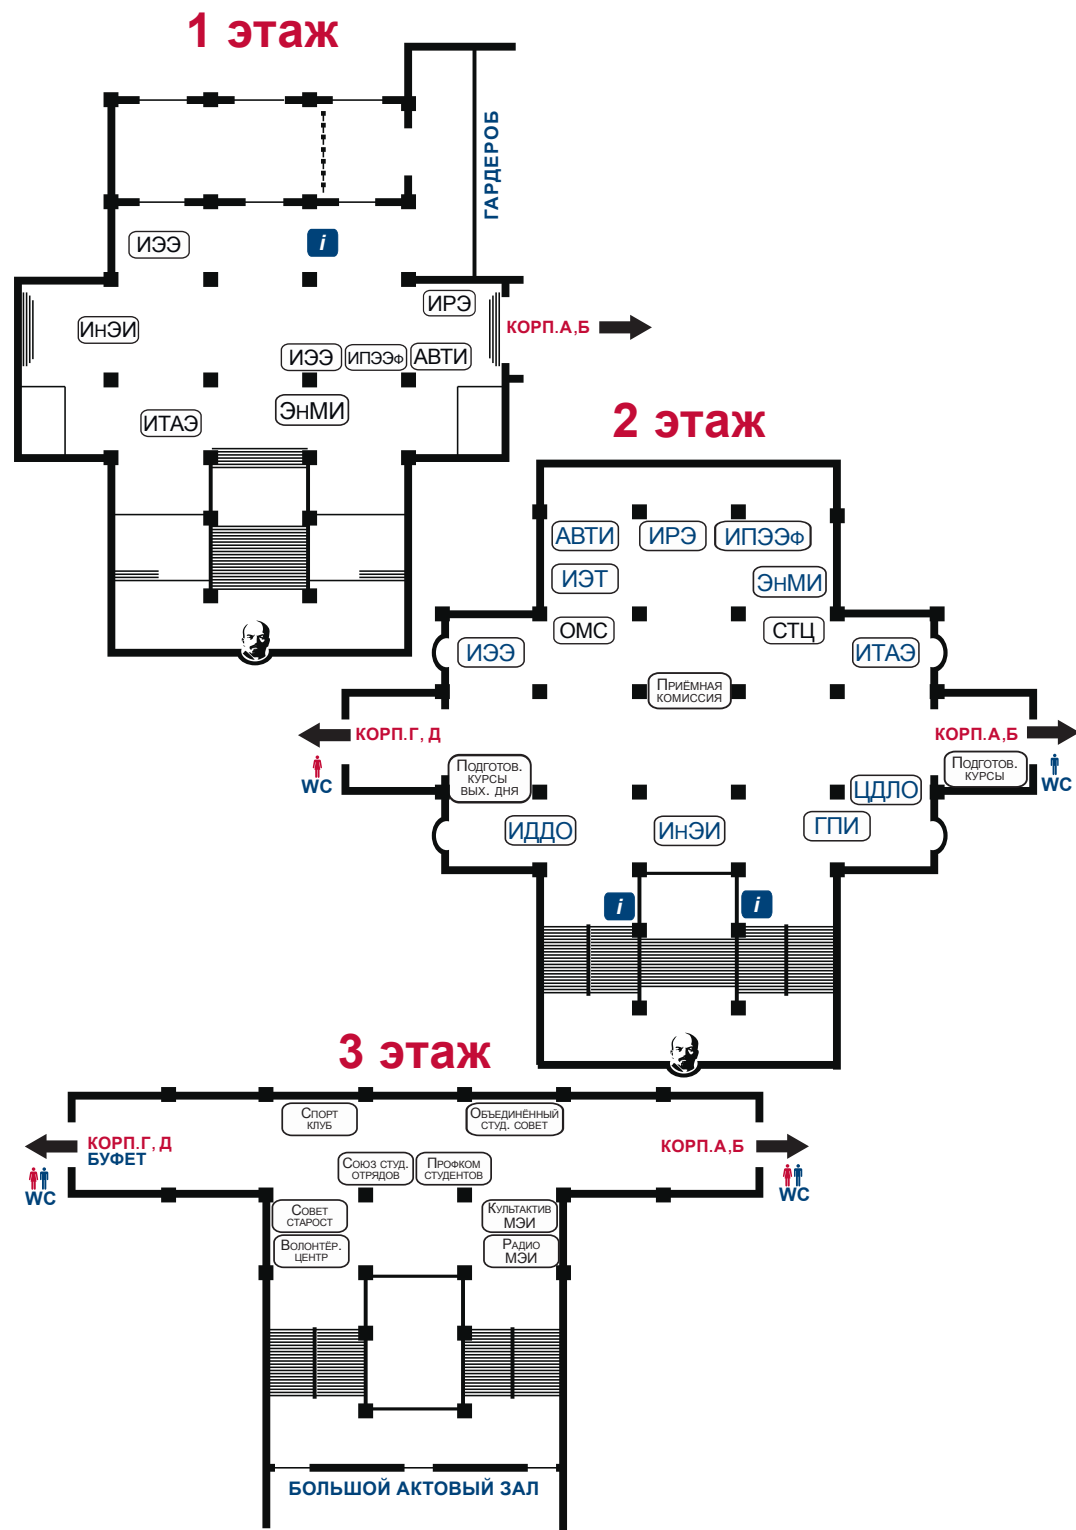 1 этаж
ГАРДЕРОБ
ИЭЭ
i
ИРЭ
ИНЭИ
КОРП.А,Б
ИЭЭ
ИПЭЭФ
АВТИ
ЭНМИ
ИТАЭ
2 этаж
АВТИ
ИРЭ
ИПЭЭФ
ИЭТ
ЭНМИ
ОМС
СТЦ
ИЭЭ
ИТАЭ
ПРИЁМНАЯ
КОМИССИЯ
КОРП.Г, Д
КОРП.А,Б
WC
ПОДГОТОВ.
КУРСЫ
ВЫХ. ДНЯ
ПОДГОТОВ.
КУРСЫ
WC
ЦДЛО
ИДДО
ИНЭИ
ГПИ
i
i
3 этаж
СПОРТ
КЛУБ
ОБЪЕДИНЁННЫЙ
СТУД. СОВЕТ
КОРП.Г, Д
БУФЕТ
КОРП.А,Б
WC
СОЮЗ СТУД.
ОТРЯДОВ
ПРОФКОМ
СТУДЕНТОВ
WC
СОВЕТ
СТАРОСТ
КУЛЬТАКТИВ
МЭИ
ВОЛОНТЁР.
ЦЕНТР
РАДИО
МЭИ
БОЛЬШОЙ АКТОВЫЙ ЗАЛ